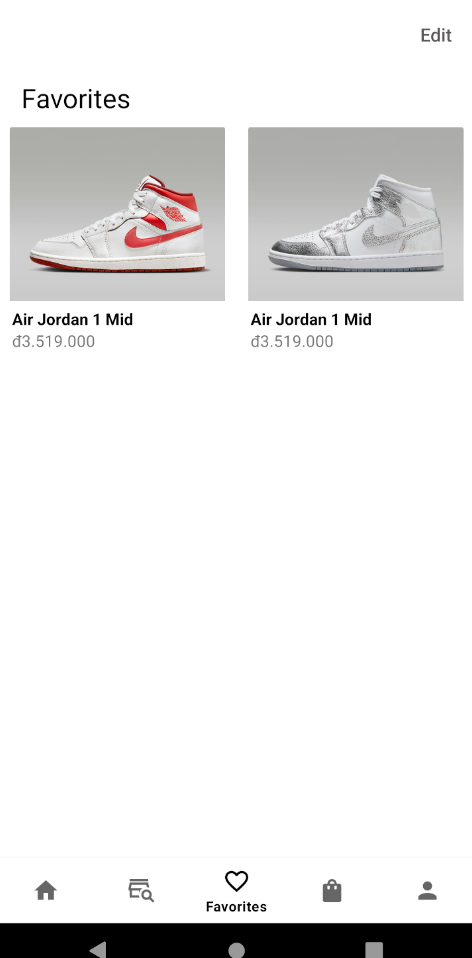 Edit
Favorites
Air Jordan 1 Mid
đ3.519.000
Air Jordan 1 Mid
đ3.519.000
Favorites